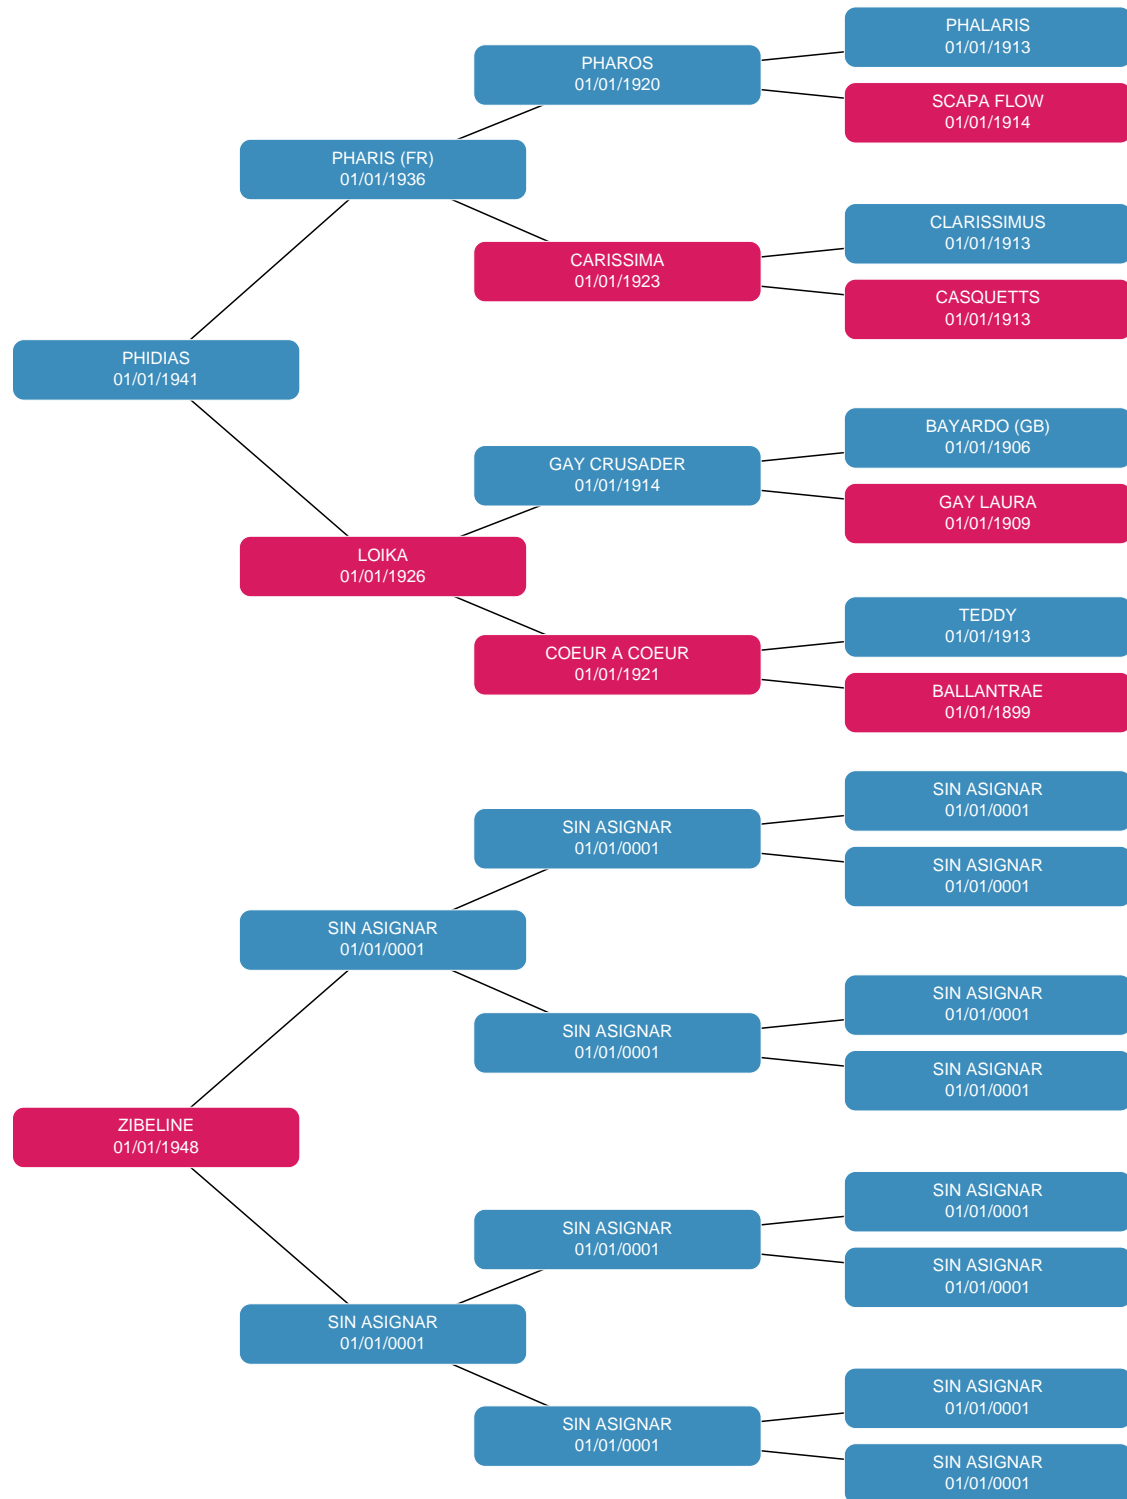 PHALARIS
01/01/1913
PHAROS
01/01/1920
SCAPA FLOW
01/01/1914
PHARIS (FR)
01/01/1936
CLARISSIMUS
01/01/1913
CARISSIMA
01/01/1923
CASQUETTS
01/01/1913
PHIDIAS
01/01/1941
BAYARDO (GB)
01/01/1906
GAY CRUSADER
01/01/1914
GAY LAURA
01/01/1909
LOIKA
01/01/1926
TEDDY
01/01/1913
COEUR A COEUR
01/01/1921
BALLANTRAE
01/01/1899
SIN ASIGNAR
01/01/0001
SIN ASIGNAR
01/01/0001
SIN ASIGNAR
01/01/0001
SIN ASIGNAR
01/01/0001
SIN ASIGNAR
01/01/0001
SIN ASIGNAR
01/01/0001
SIN ASIGNAR
01/01/0001
ZIBELINE
01/01/1948
SIN ASIGNAR
01/01/0001
SIN ASIGNAR
01/01/0001
SIN ASIGNAR
01/01/0001
SIN ASIGNAR
01/01/0001
SIN ASIGNAR
01/01/0001
SIN ASIGNAR
01/01/0001
SIN ASIGNAR
01/01/0001